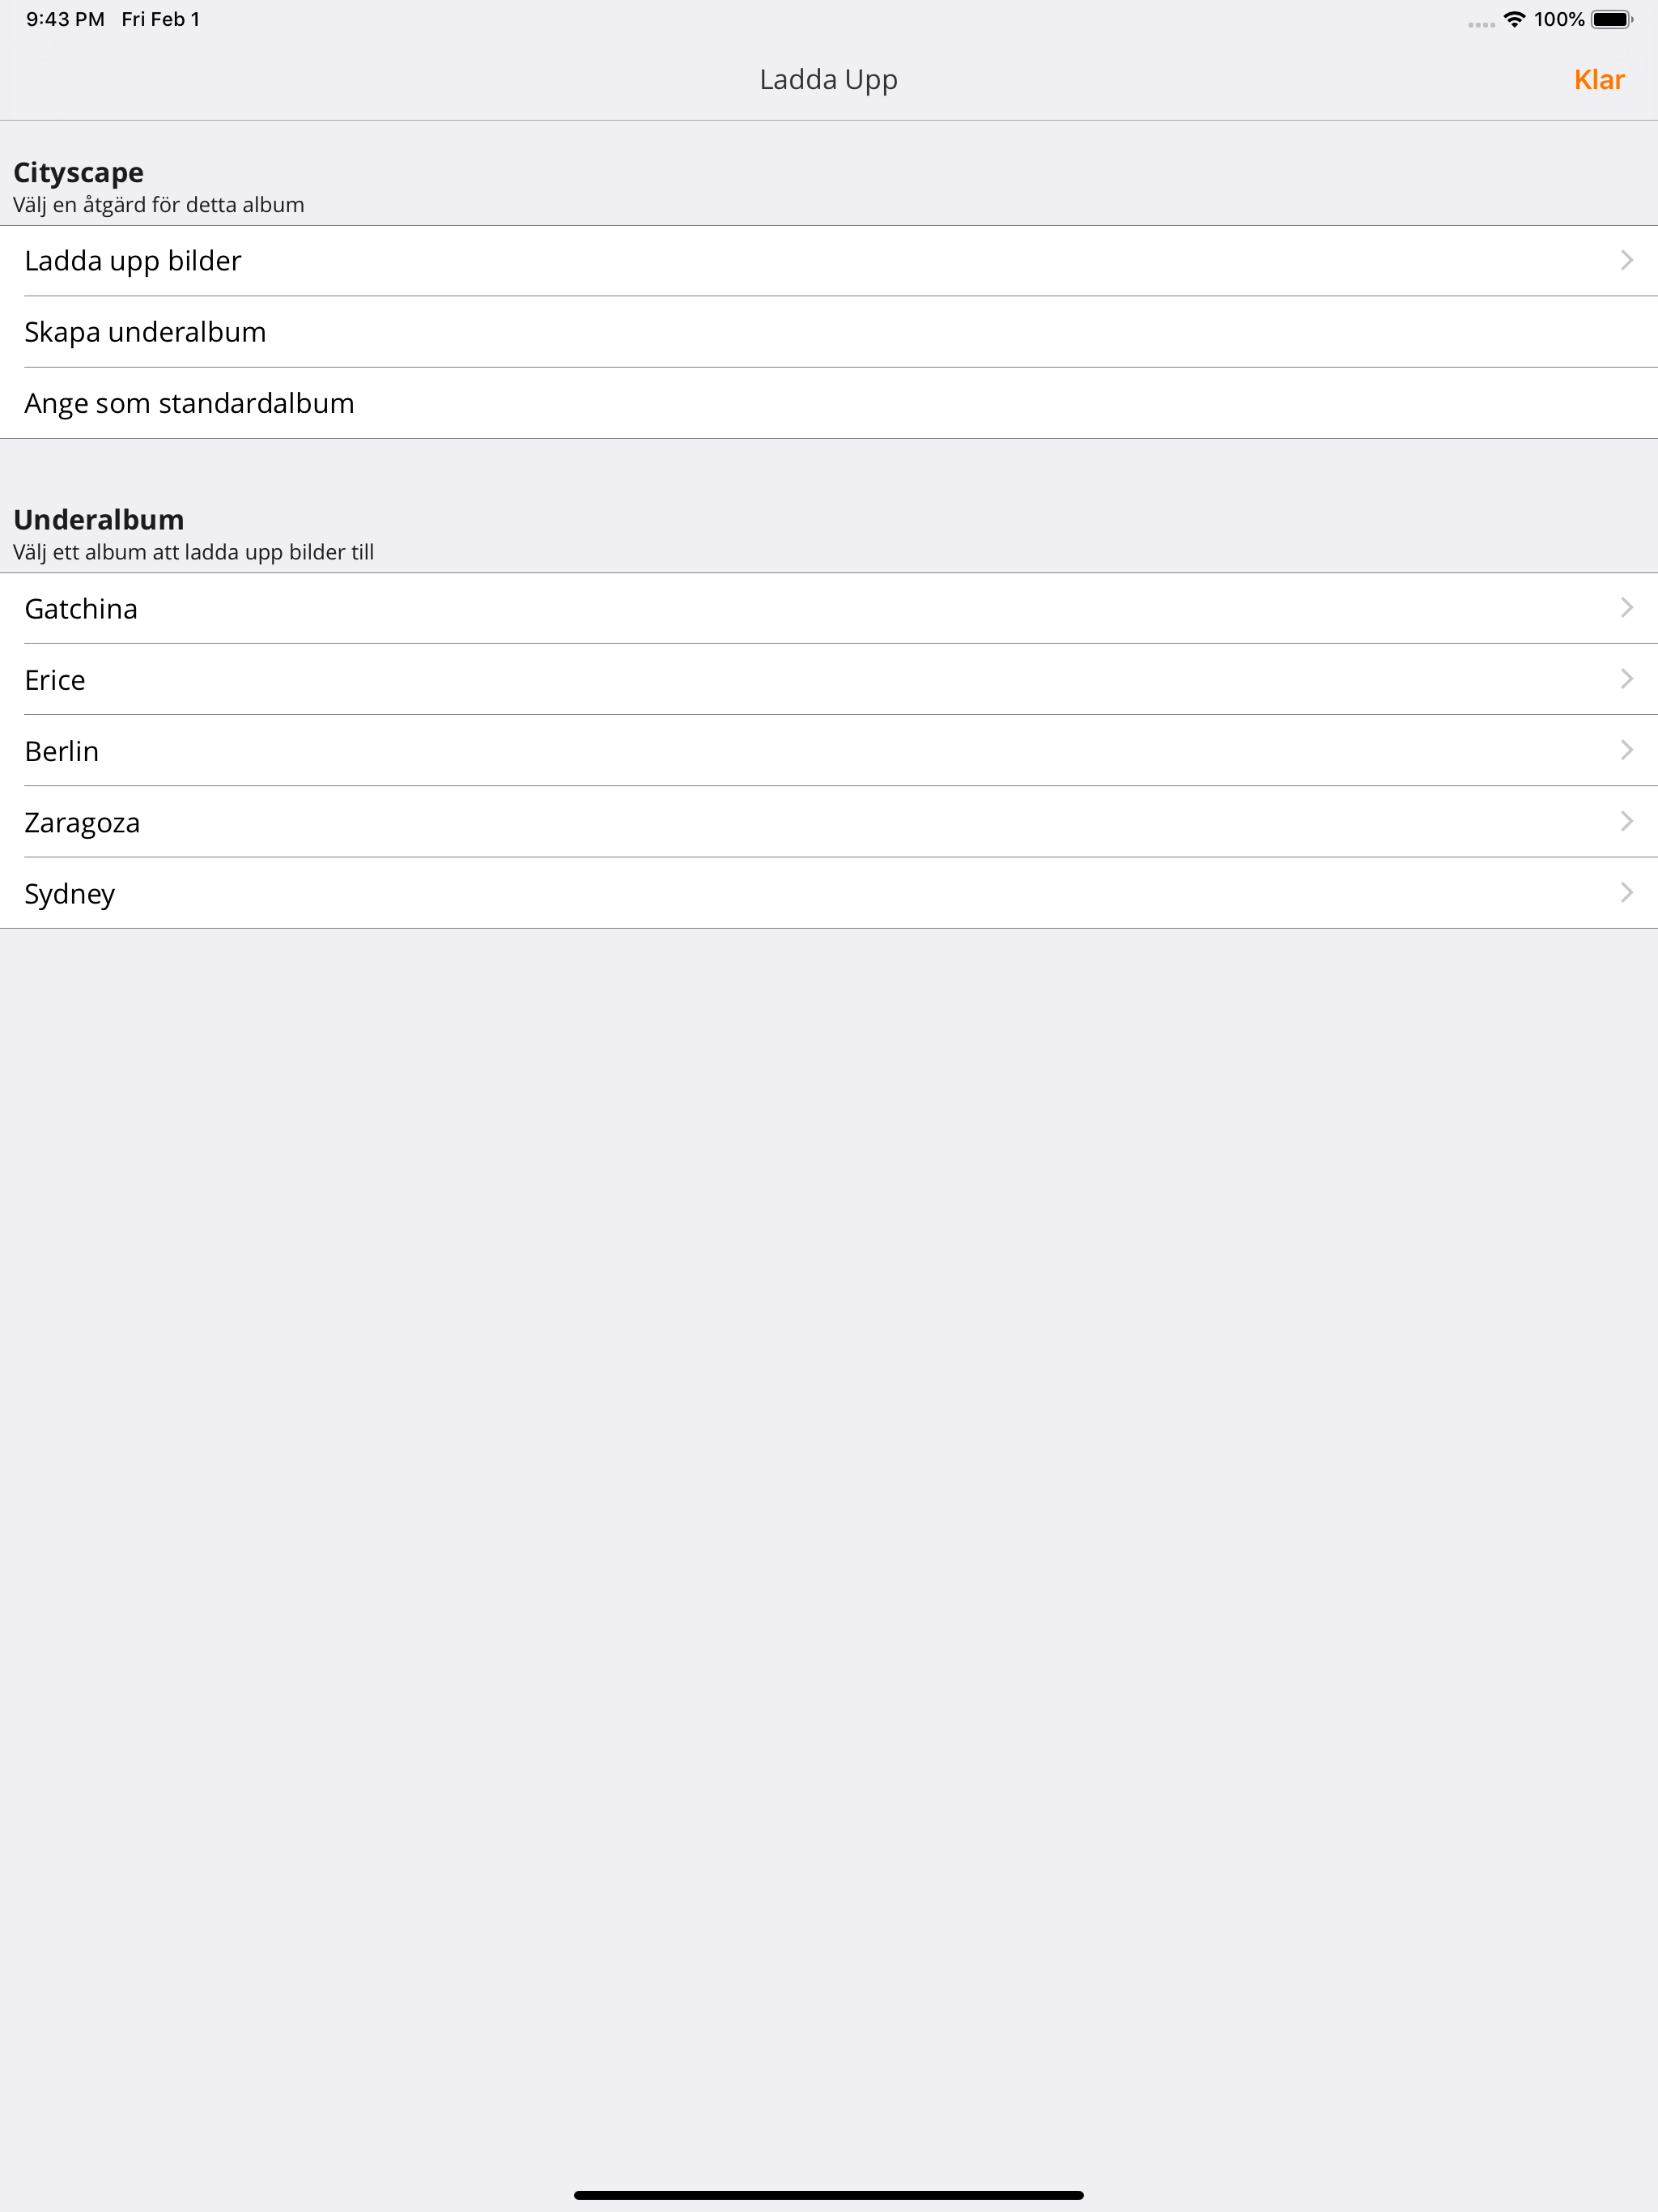 9:43 PM Fri Feb 1 100%
Ladda Upp Klar
Cityscape
Välj en åtgärd för detta album
Ladda upp bilder
Skapa underalbum
Ange som standardalbum
Underalbum
Välj ett album att ladda upp bilder till
Gatchina
Erice
Berlin
Zaragoza
Sydney